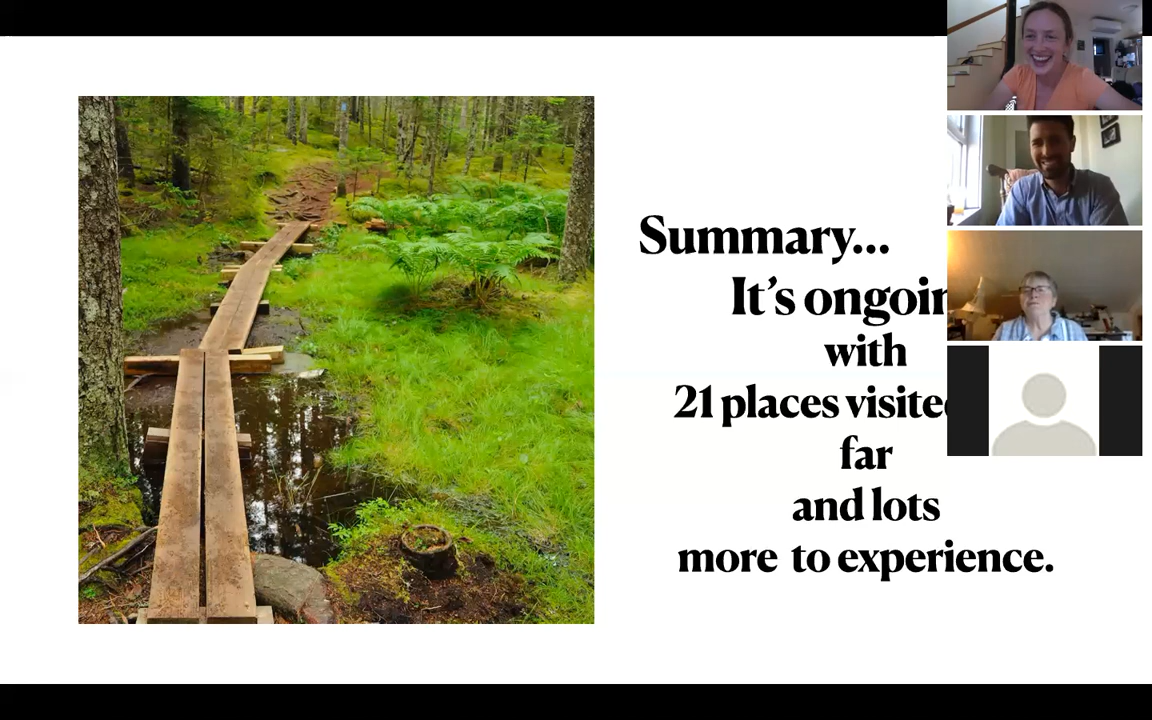 Summary...
It's ongoin
with
21 places visite
far
and lots
more to experience.